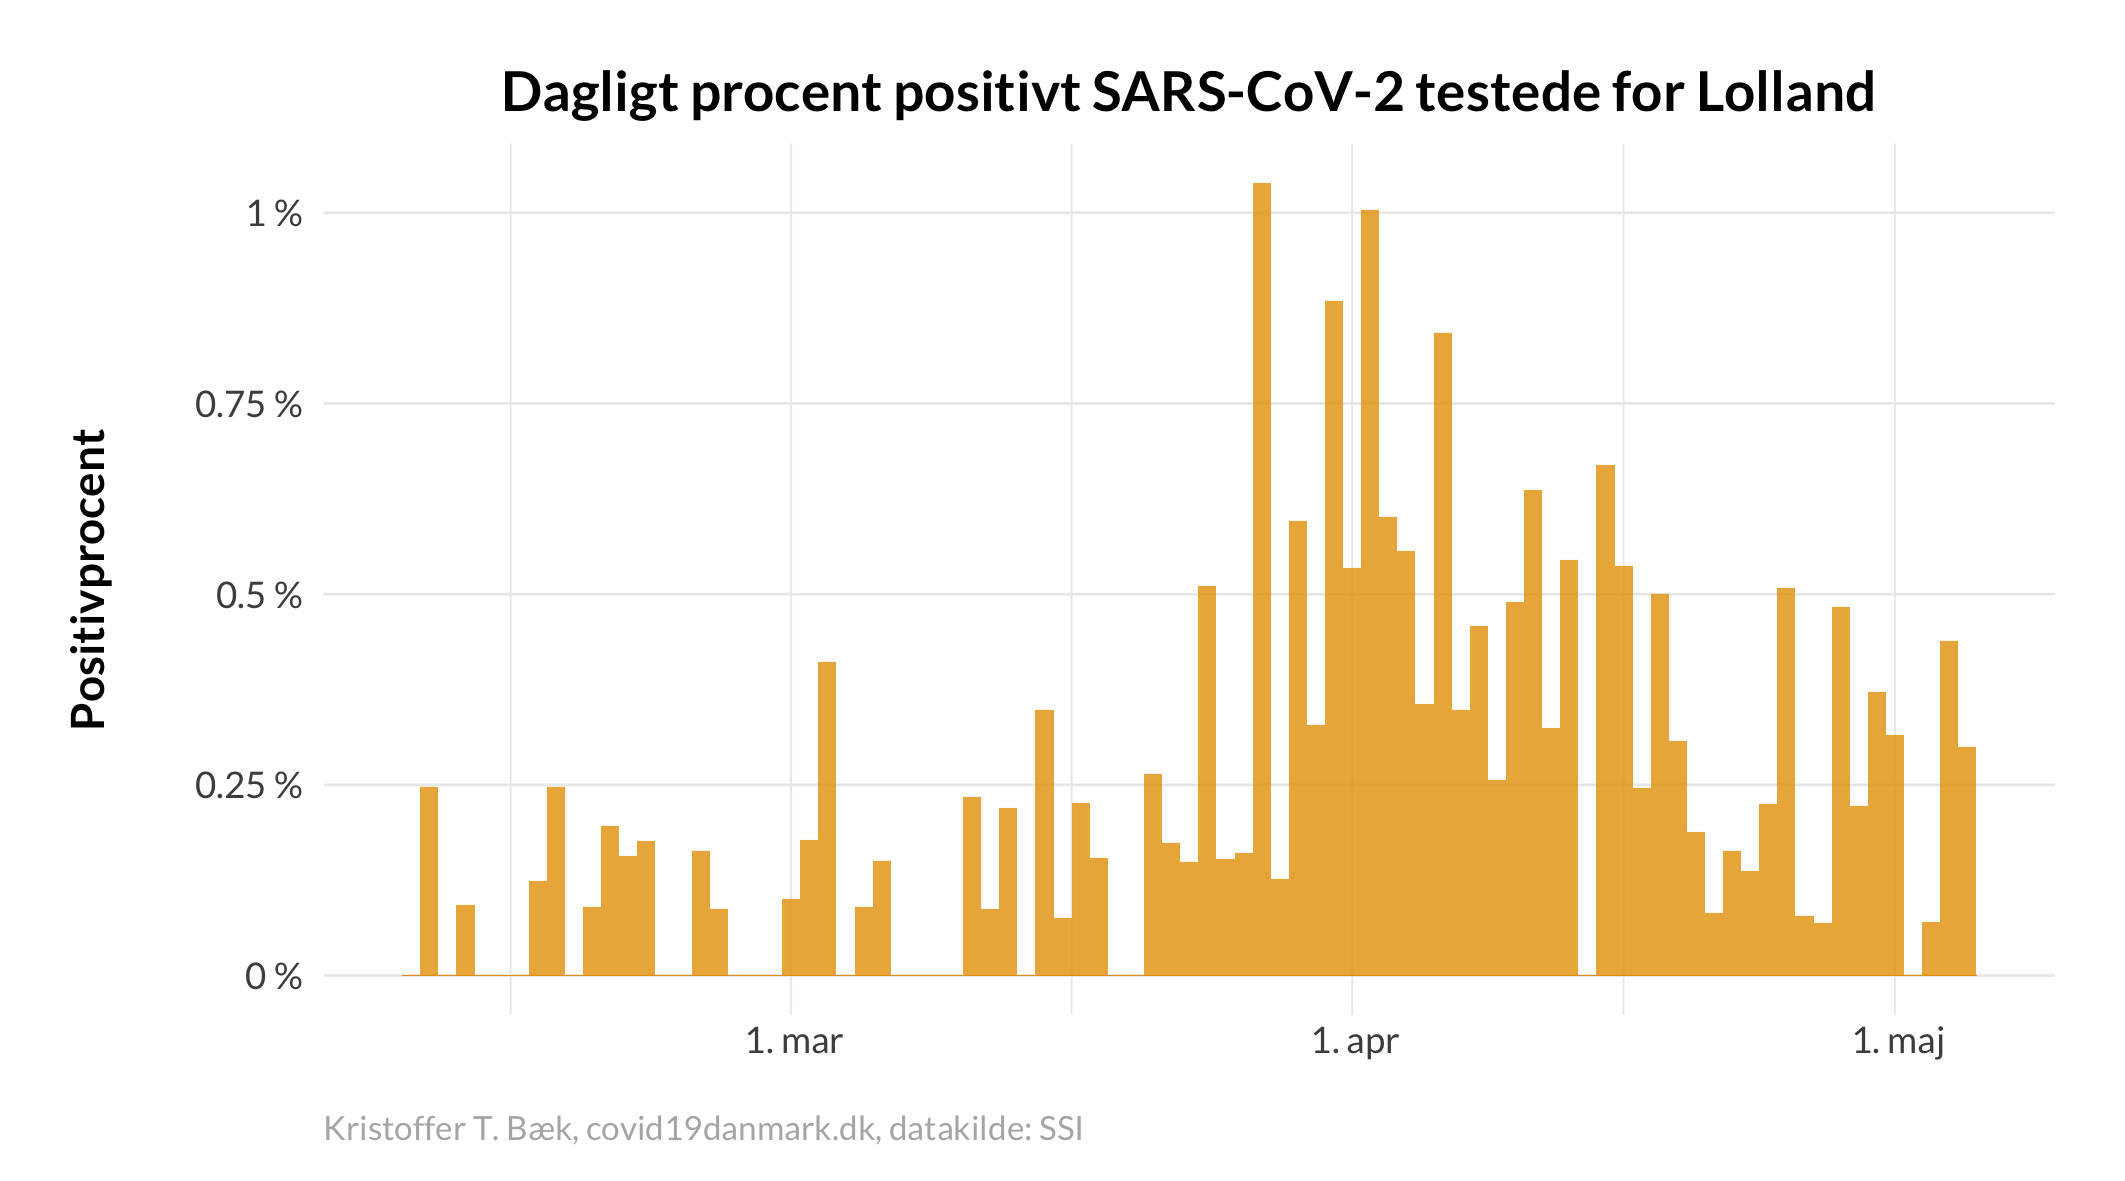 Dagligt procent positivt SARS-CoV-2 testede for Lolland
Positivprocent
1 %
0.75 %
0.5 %
0.25 %
0 %
1. mar
1. apr
1. maj
Kristoffer T. Bæk, covid19danmark.dk, datakilde: SSI